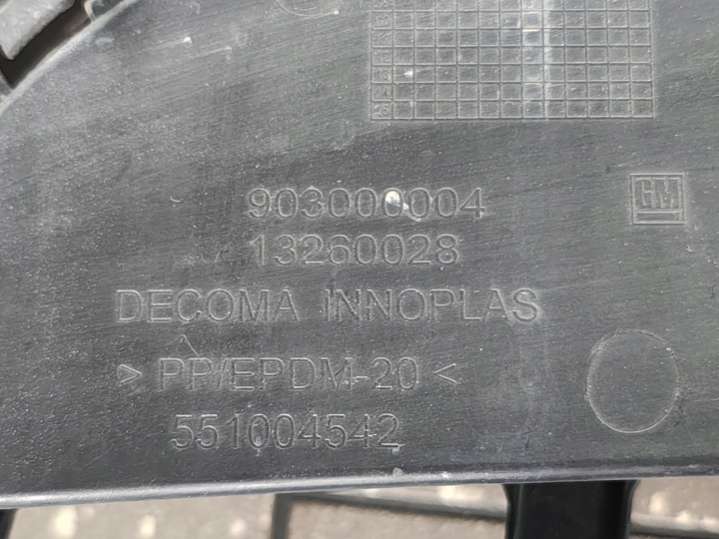 903000004
GM
13260028
DECOMA INNOPLAS
> PP/EPDM-20 <
551004542